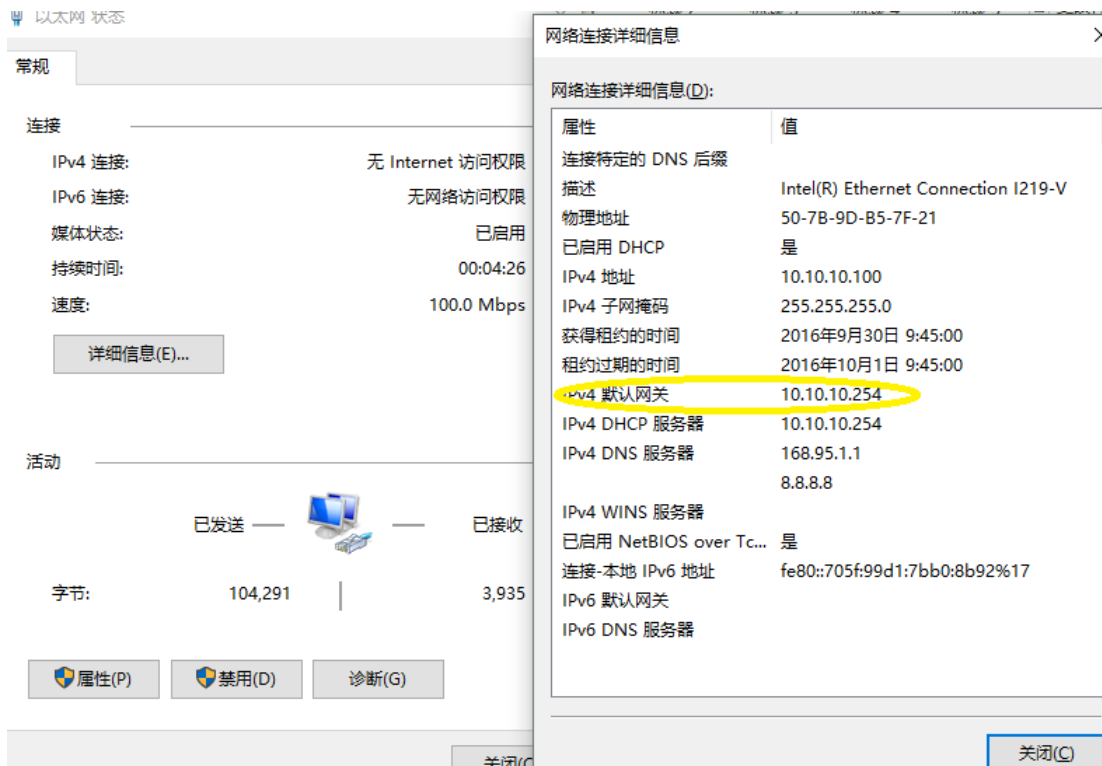 以太网 状态
常规
连接
IPv4 连接: 无 Internet 访问权限
IPv6 连接: 无网络访问权限
媒体状态: 已启用
持续时间: 00:04:26
速度: 100.0 Mbps
详细信息(E)...
活动
已发送 已接收
字节: 104,291 3,935
属性(P) 禁用(D) 诊断(G)
关闭(C
网络连接详细信息
网络连接详细信息(D):
属性 值
连接特定的 DNS 后缀
描述 Intel(R) Ethernet Connection I219-V
物理地址 50-7B-9D-B5-7F-21
已启用 DHCP 是
IPv4 地址 10.10.10.100
IPv4 子网掩码 255.255.255.0
获得租约的时间 2016年9月30日 9:45:00
租约过期的时间 2016年10月1日 9:45:00
IPv4 默认网关 10.10.10.254
IPv4 DHCP 服务器 10.10.10.254
IPv4 DNS 服务器 168.95.1.1
8.8.8.8
IPv4 WINS 服务器
已启用 NetBIOS over Tc... 是
连接-本地 IPv6 地址 fe80::705f:99d1:7bb0:8b92%17
IPv6 默认网关
IPv6 DNS 服务器
关闭(C)